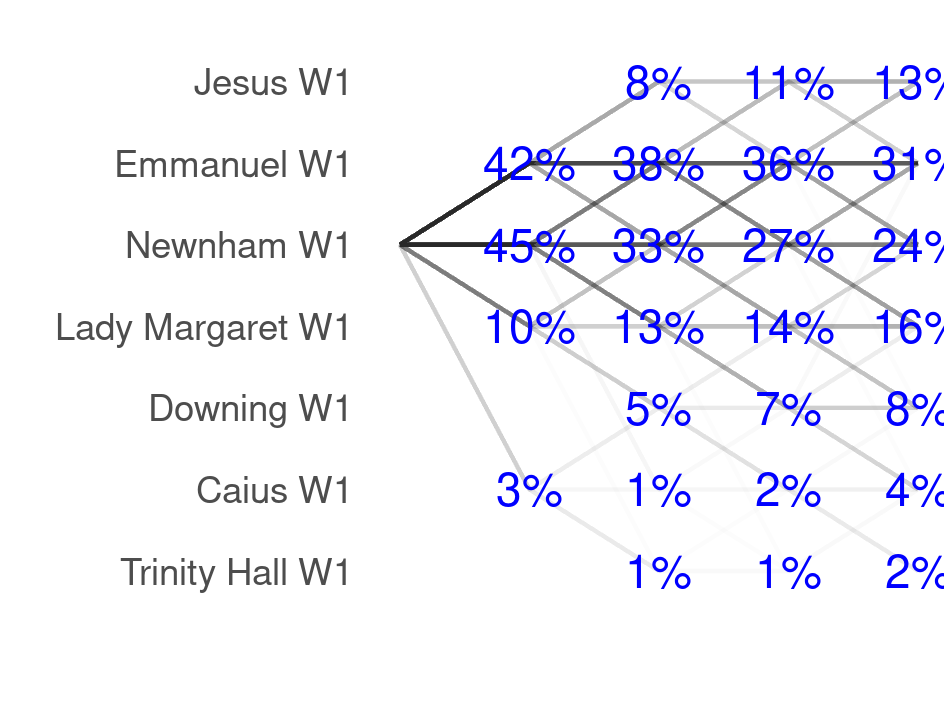 Jesus W1 8% 11% 13%
Emmanuel W1 42% 38% 36% 31%
Newnham W1 45% 33% 27% 24%
Lady Margaret W1 10% 13% 14% 16%
Downing W1 5% 7% 8%
Caius W1 3% 1% 2% 4%
Trinity Hall W1 1% 1% 2%